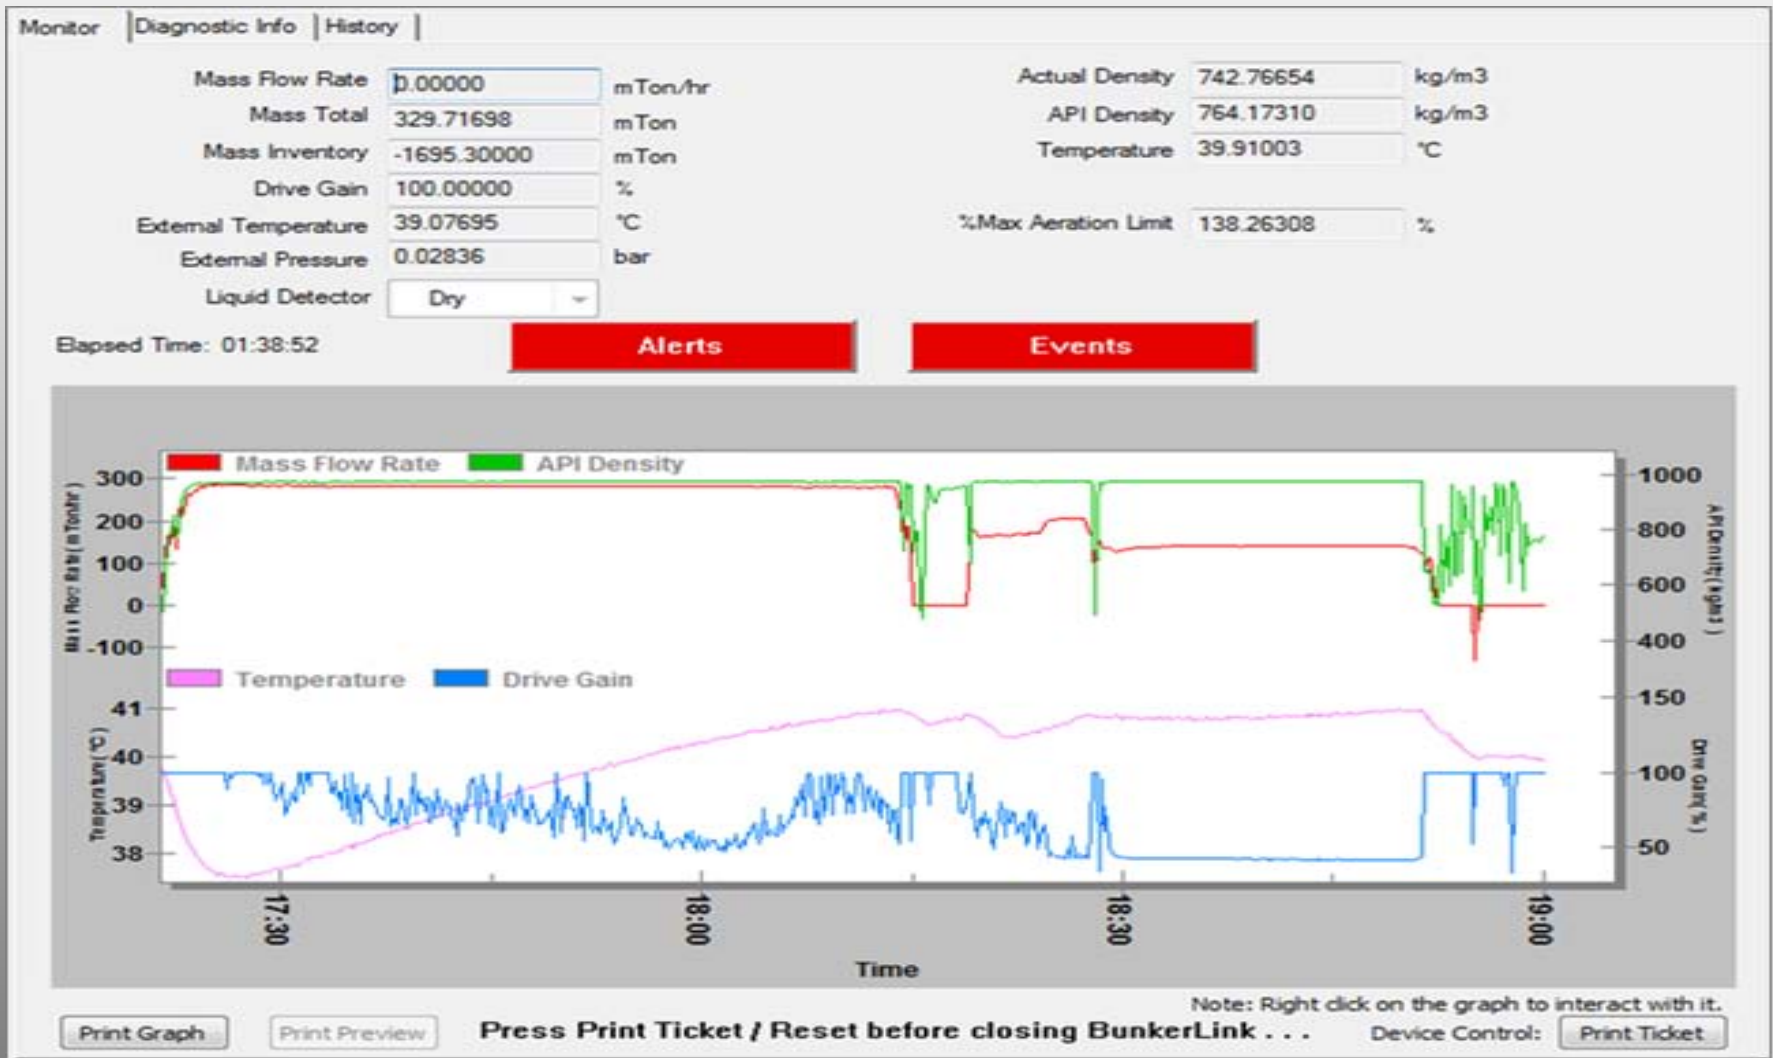 Monitor Diagnostic Info History
Mass Flow Rate 0.00000 mTon/hr
Mass Total 329.71698 mTon
Mass Inventory -1695.30000 mTon
Drive Gain 100.00000 %
External Temperature 39.07695 °C
External Pressure 0.02836 bar
Liquid Detector Dry
Actual Density 742.76654 kg/m3
API Density 764.17310 kg/m3
Temperature 39.91003 °C
%Max Aeration Limit 138.26308 %
Elapsed Time: 01:38:52
Alerts
Events
Mass Flow Rate API Density
Mass Flow Rate ( mTon/hr )
300
200
100
0
-100
1000
800
600
400
API Density ( kg/m3 )
Temperature Drive Gain
Temperature ( °C )
41
40
39
38
150
100
50
Drive Gain( % )
17:30
18:00
18:30
19:00
Time
Note: Right click on the graph to interact with it.
Print Graph Print Preview Press Print Ticket / Reset before closing BunkerLink . . . Device Control: Print Ticket